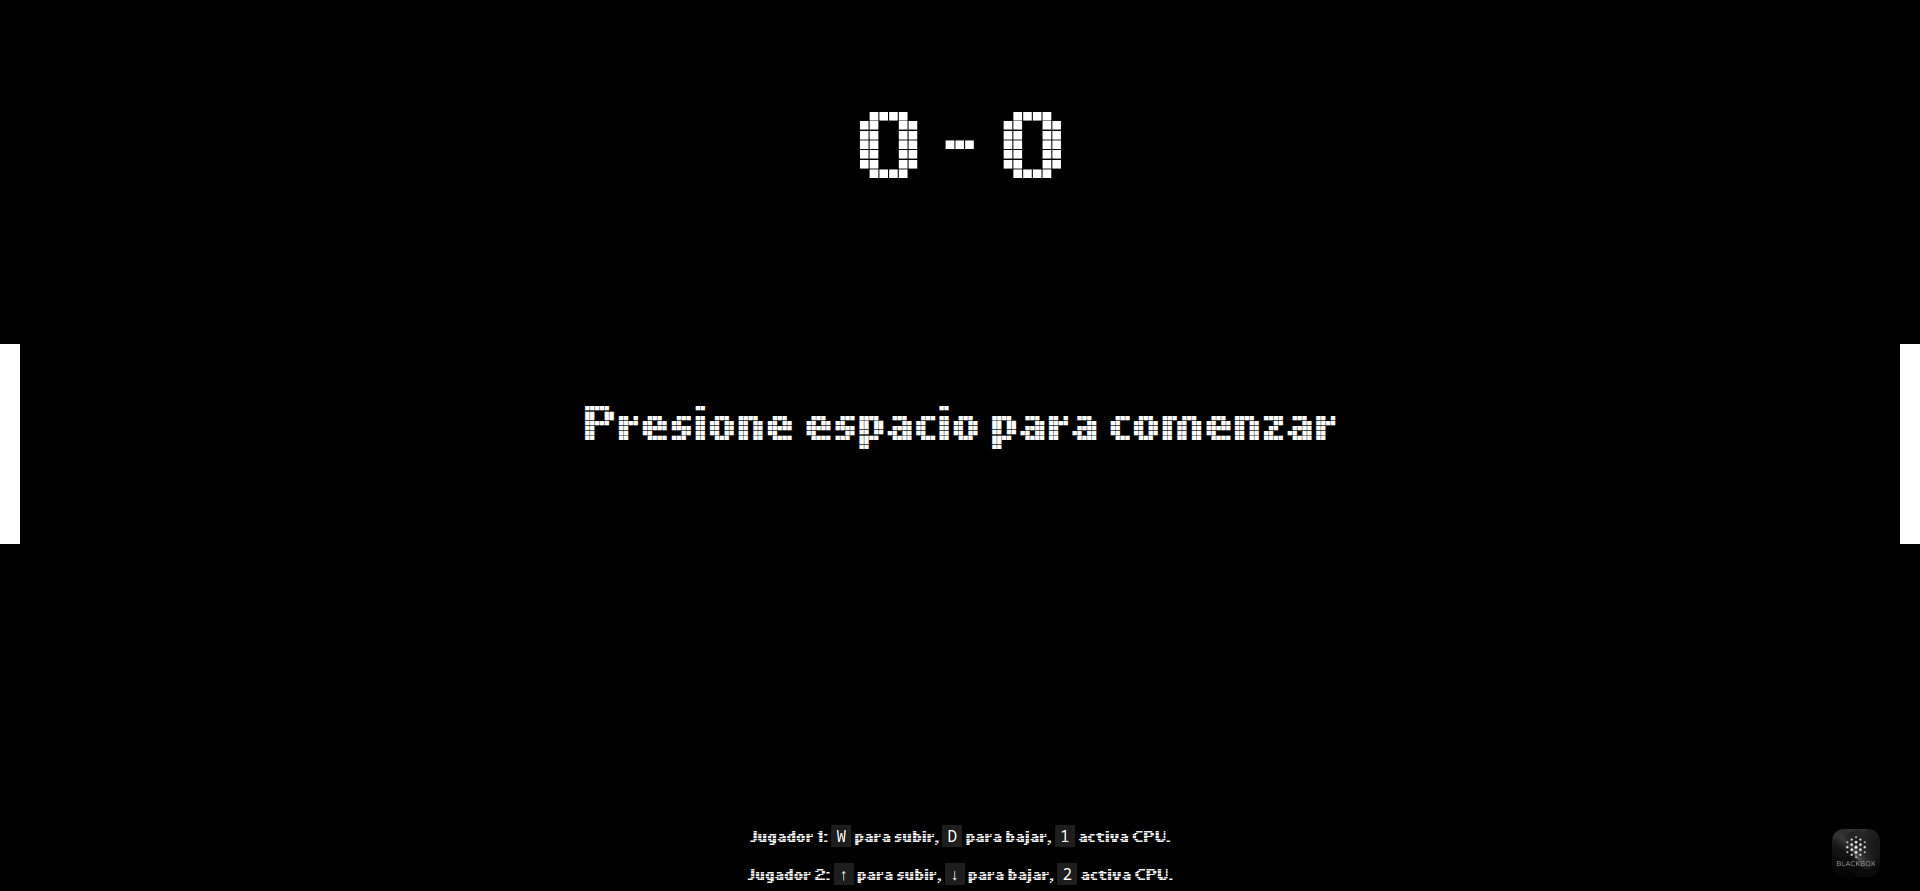 0 - 0
Presione espacio para comenzar
Jugador 1: W para subir, D para bajar, 1 activa CPU.
Jugador 2: ↑ para subir, ↓ para bajar, 2 activa CPU.
BLACKBOX